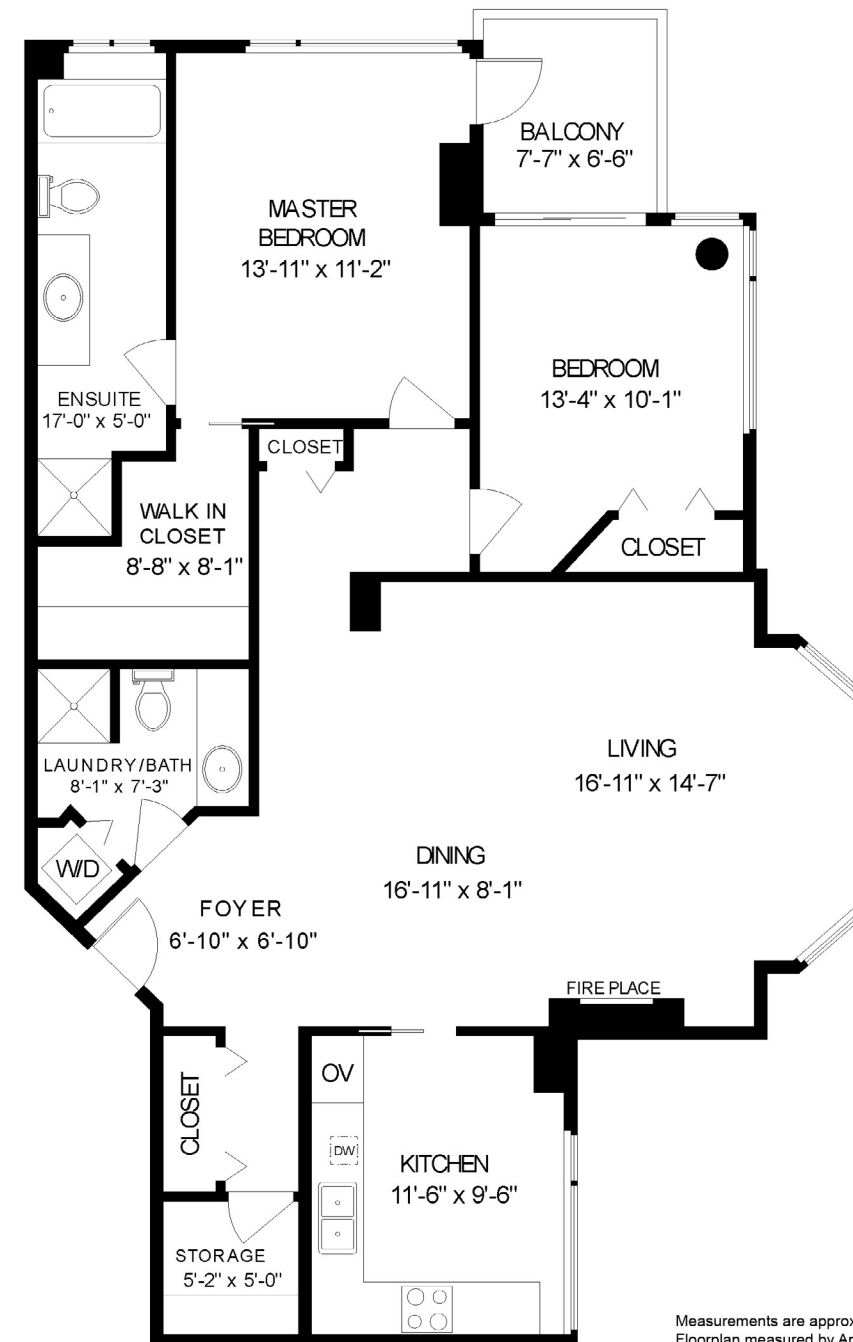 BALCONY
7'-7" x 6'-6"
MASTER
BEDROOM
13'-11" x 11'-2"
BEDROOM
13'-4" x 10'-1"
ENSUITE
17'-0" x 5'-0"
CLOSET
WALK IN
CLOSET
8'-8" x 8'-1"
CLOSET
LIVING
16'-11" x 14'-7"
LAUNDRY/BATH
8'-1" x 7'-3"
W/D
DINING
16'-11" x 8'-1"
FOYER
6'-10" x 6'-10"
FIRE PLACE
OV
CLOSET
DW
KITCHEN
11'-6" x 9'-6"
STORAGE
5'-2" x 5'-0"
Measurements are
Floorplan measured by